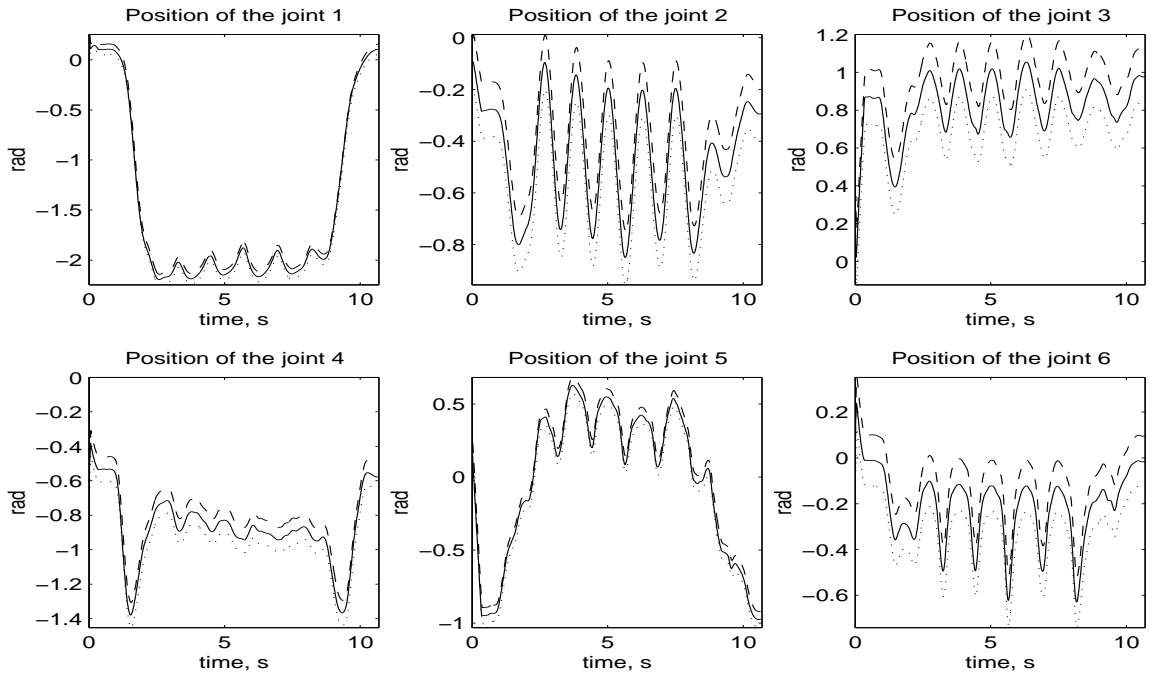 Position of the joint 1
0
−0.5
−1
−1.5
−2
rad
0
5
10
time, s
Position of the joint 2
0
−0.2
−0.4
−0.6
−0.8
rad
0
5
10
time, s
Position of the joint 3
1.2
1
0.8
0.6
0.4
0.2
0
rad
0
5
10
time, s
Position of the joint 4
0
−0.2
−0.4
−0.6
−0.8
−1
−1.2
−1.4
rad
0
5
10
time, s
Position of the joint 5
0.5
0
−0.5
−1
rad
0
5
10
time, s
Position of the joint 6
0.2
0
−0.2
−0.4
−0.6
rad
0
5
10
time, s